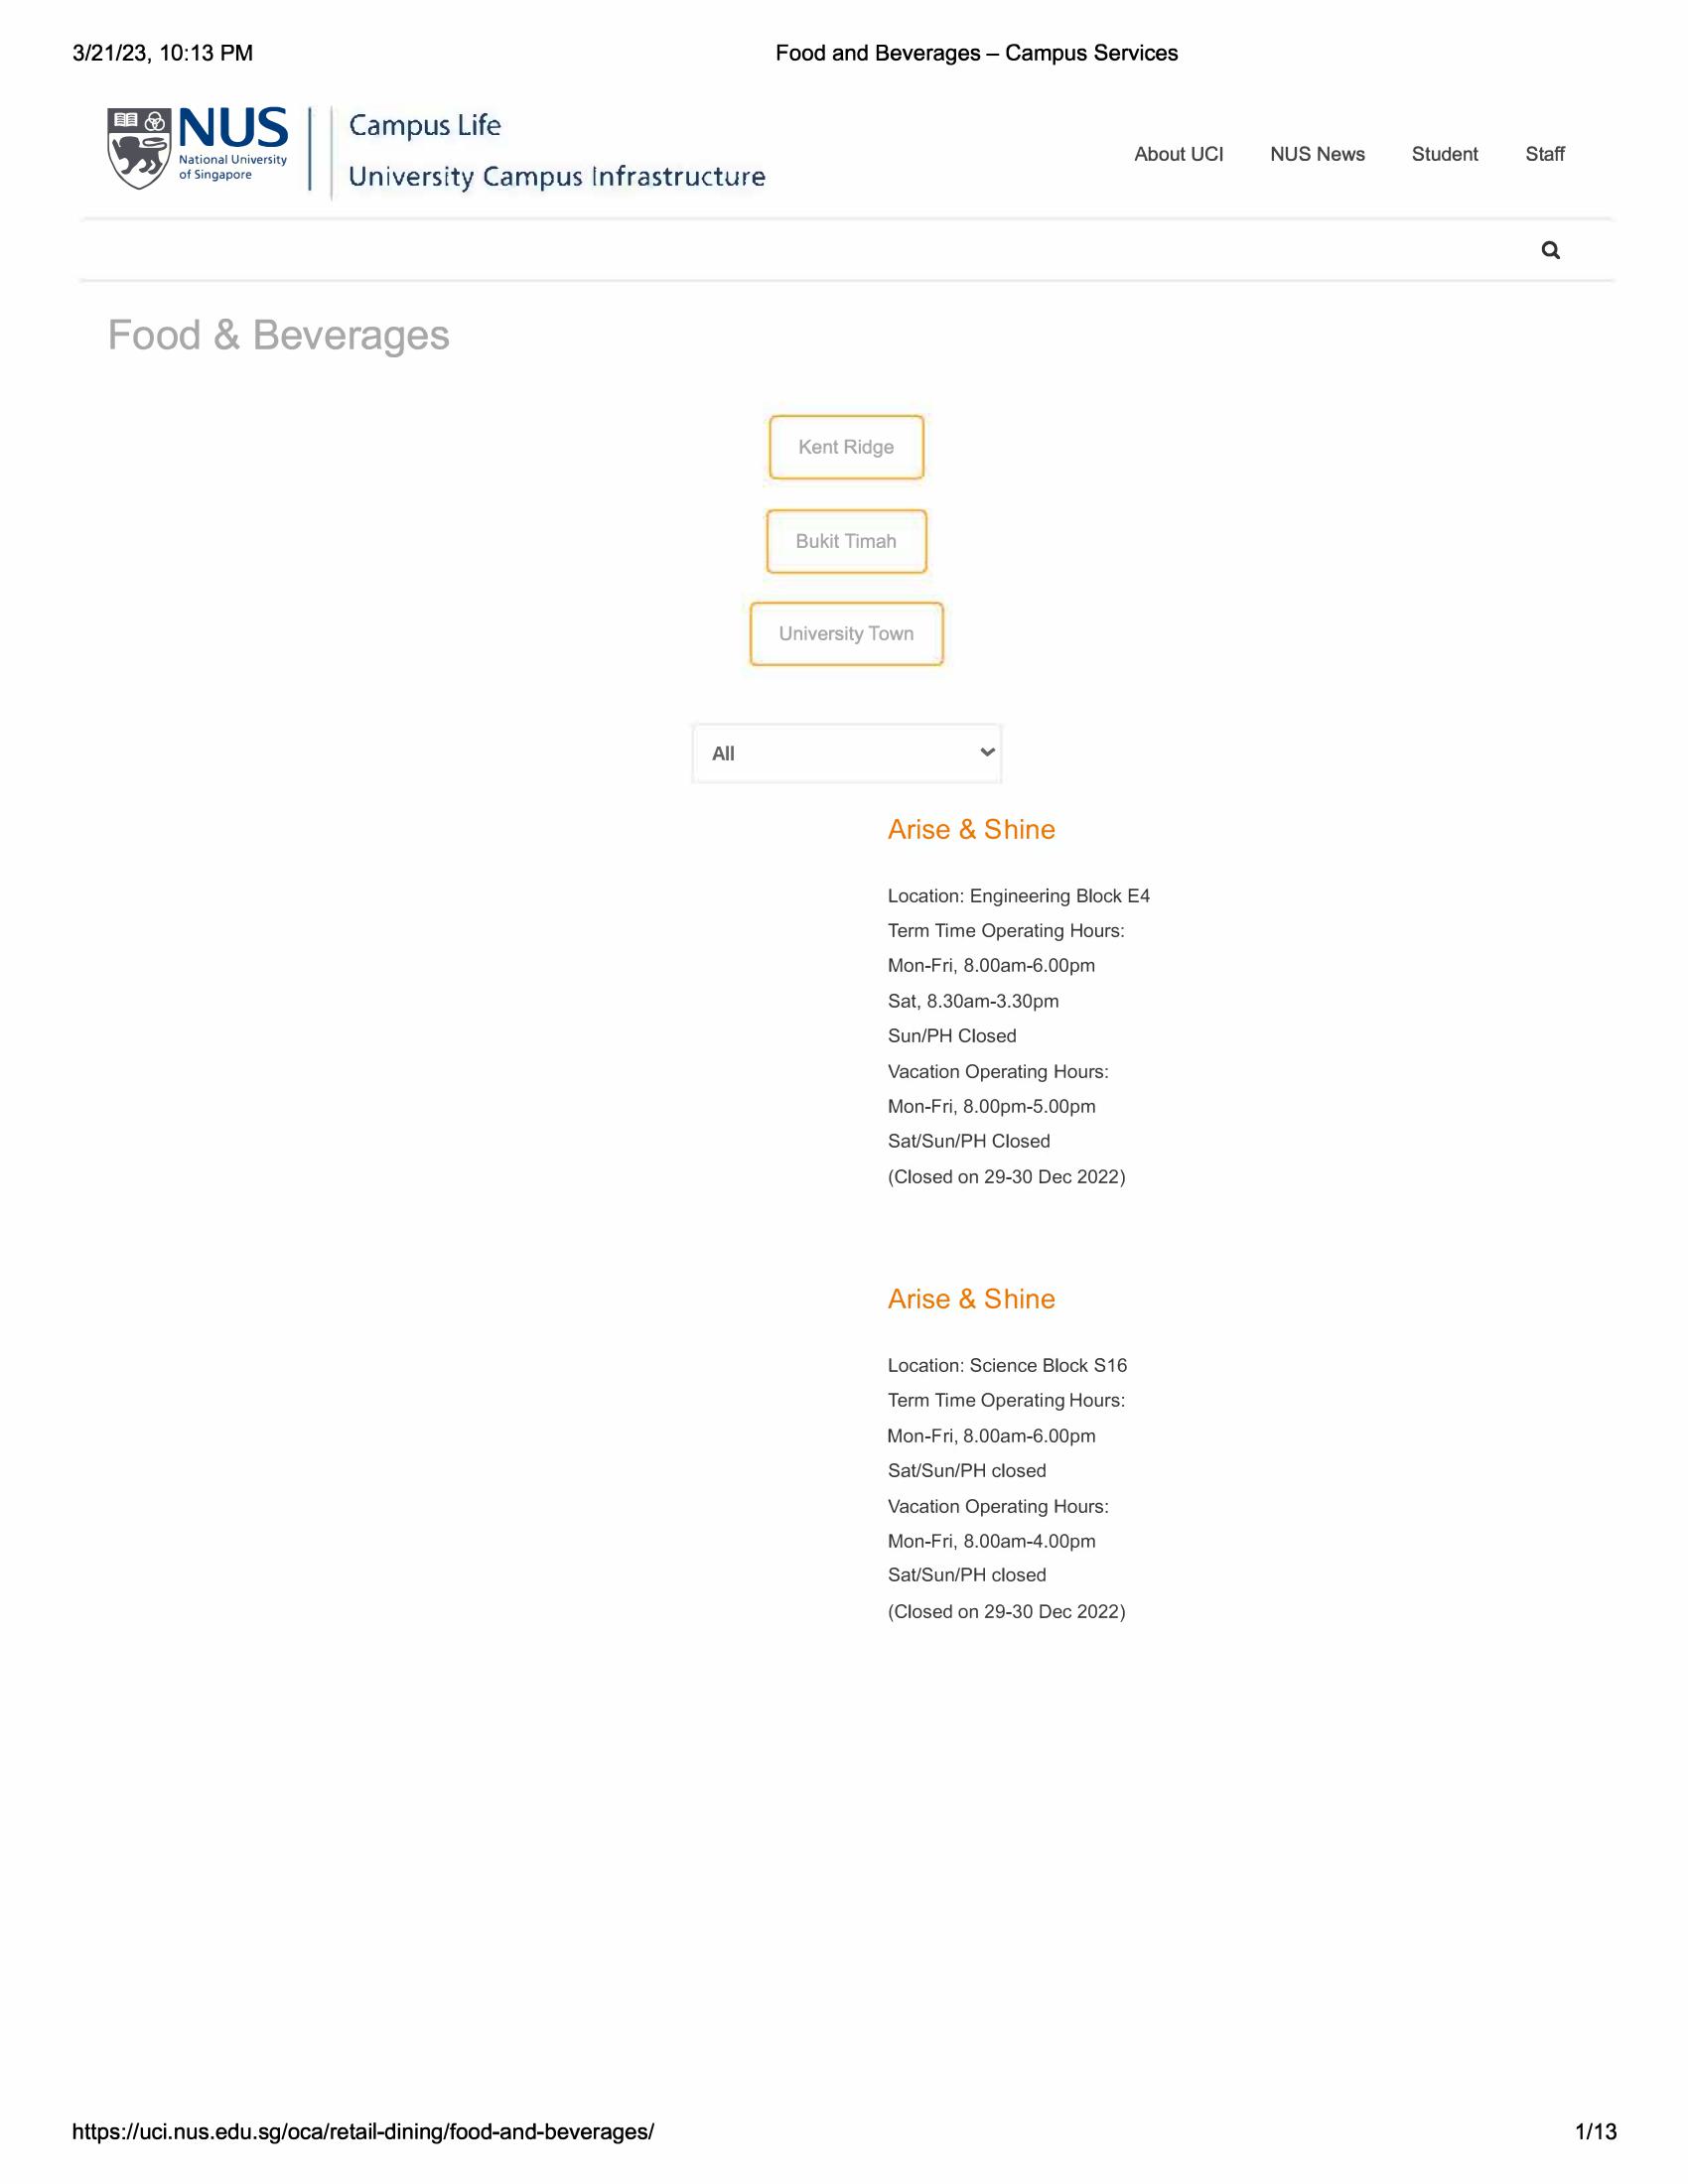 3/21/23, 10:13 PM
Food and Beverages – Campus Services
NUS
National University
of Singapore
Campus Life
University Campus Infrastructure
About UCI
NUS News
Student
Staff
Food & Beverages
Kent Ridge
Bukit Timah
University Town
All
Arise & Shine
Location: Engineering Block E4
Term Time Operating Hours:
Mon-Fri, 8.00am-6.00pm
Sat, 8.30am-3.30pm
Sun/PH Closed
Vacation Operating Hours:
Mon-Fri, 8.00pm-5.00pm
Sat/Sun/PH Closed
(Closed on 29-30 Dec 2022)
Arise & Shine
Location: Science Block S16
Term Time Operating Hours:
Mon-Fri, 8.00am-6.00pm
Sat/Sun/PH closed
Vacation Operating Hours:
Mon-Fri, 8.00am-4.00pm
Sat/Sun/PH closed
(Closed on 29-30 Dec 2022)
https://uci.nus.edu.sg/oca/retail-dining/food-and-beverages/
1/13